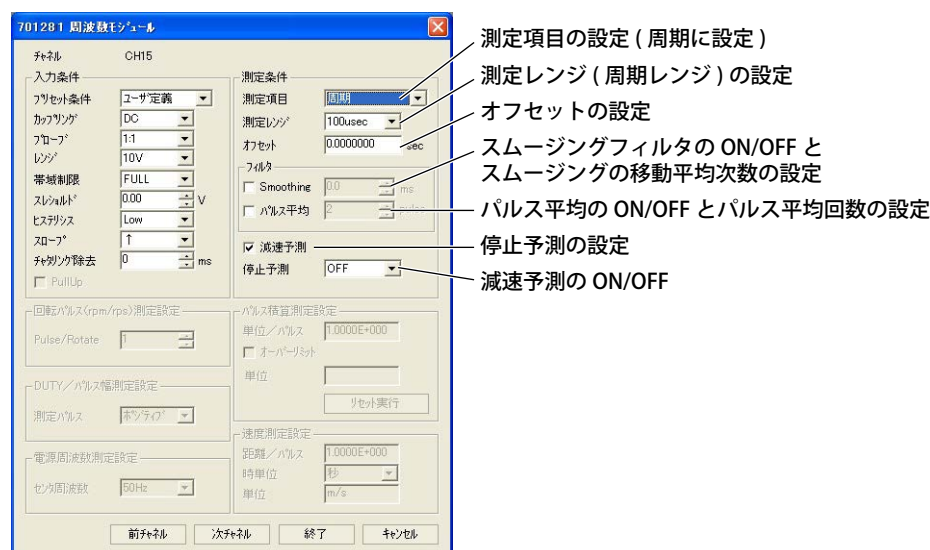 701281 周波数モジュール
チャネル CH15
入力条件
プリセット条件 ユーザ定義
カップリング DC
プローブ 1:1
レンジ 10V
帯域制限 FULL
スレショルド 0.00 V
ヒステリシス Low
スロープ ↑
チャタリング除去 0 ms
PullUp
測定条件
測定項目 周期
測定レンジ 100usec
オフセット 0.0000000 sec
フィルタ
Smoothing 0.0 ms
パルス平均 2 pulse
減速予測
停止予測 OFF
回転パルス(rpm/rps)測定設定
Pulse/Rotate 1
DUTY/パルス幅測定設定
測定パルス ポジティブ
電源周波数測定設定
センタ周波数 50Hz
パルス積算測定設定
単位/パルス 1.0000E+000
オーバーリミット
単位
リセット実行
速度測定設定
距離/パルス 1.0000E+000
時単位 秒
単位 m/s
前チャネル 次チャネル 終了 キャンセル
測定項目の設定 ( 周期に設定 )
測定レンジ ( 周期レンジ ) の設定
オフセットの設定
スムージングフィルタの ON/OFF と
スムージングの移動平均次数の設定
パルス平均の ON/OFF とパルス平均回数の設定
停止予測の設定
減速予測の ON/OFF